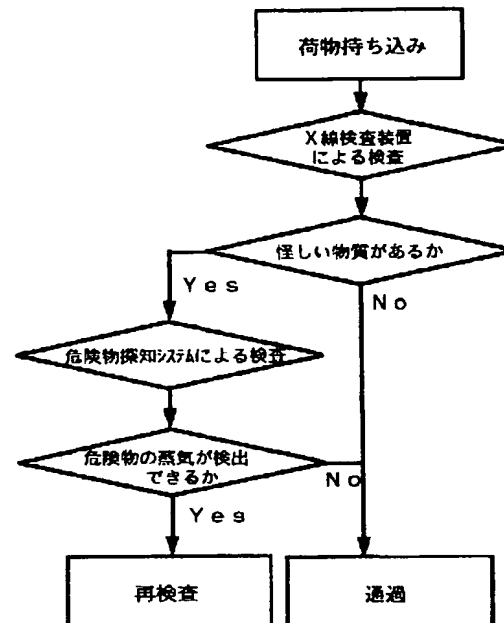 荷物持ち込み
X線検査装置
による検査
怪しい物質があるか
Yes
No
危険物探知システムによる検査
危険物の蒸気が検出
できるか
No
Yes
再検査
通過